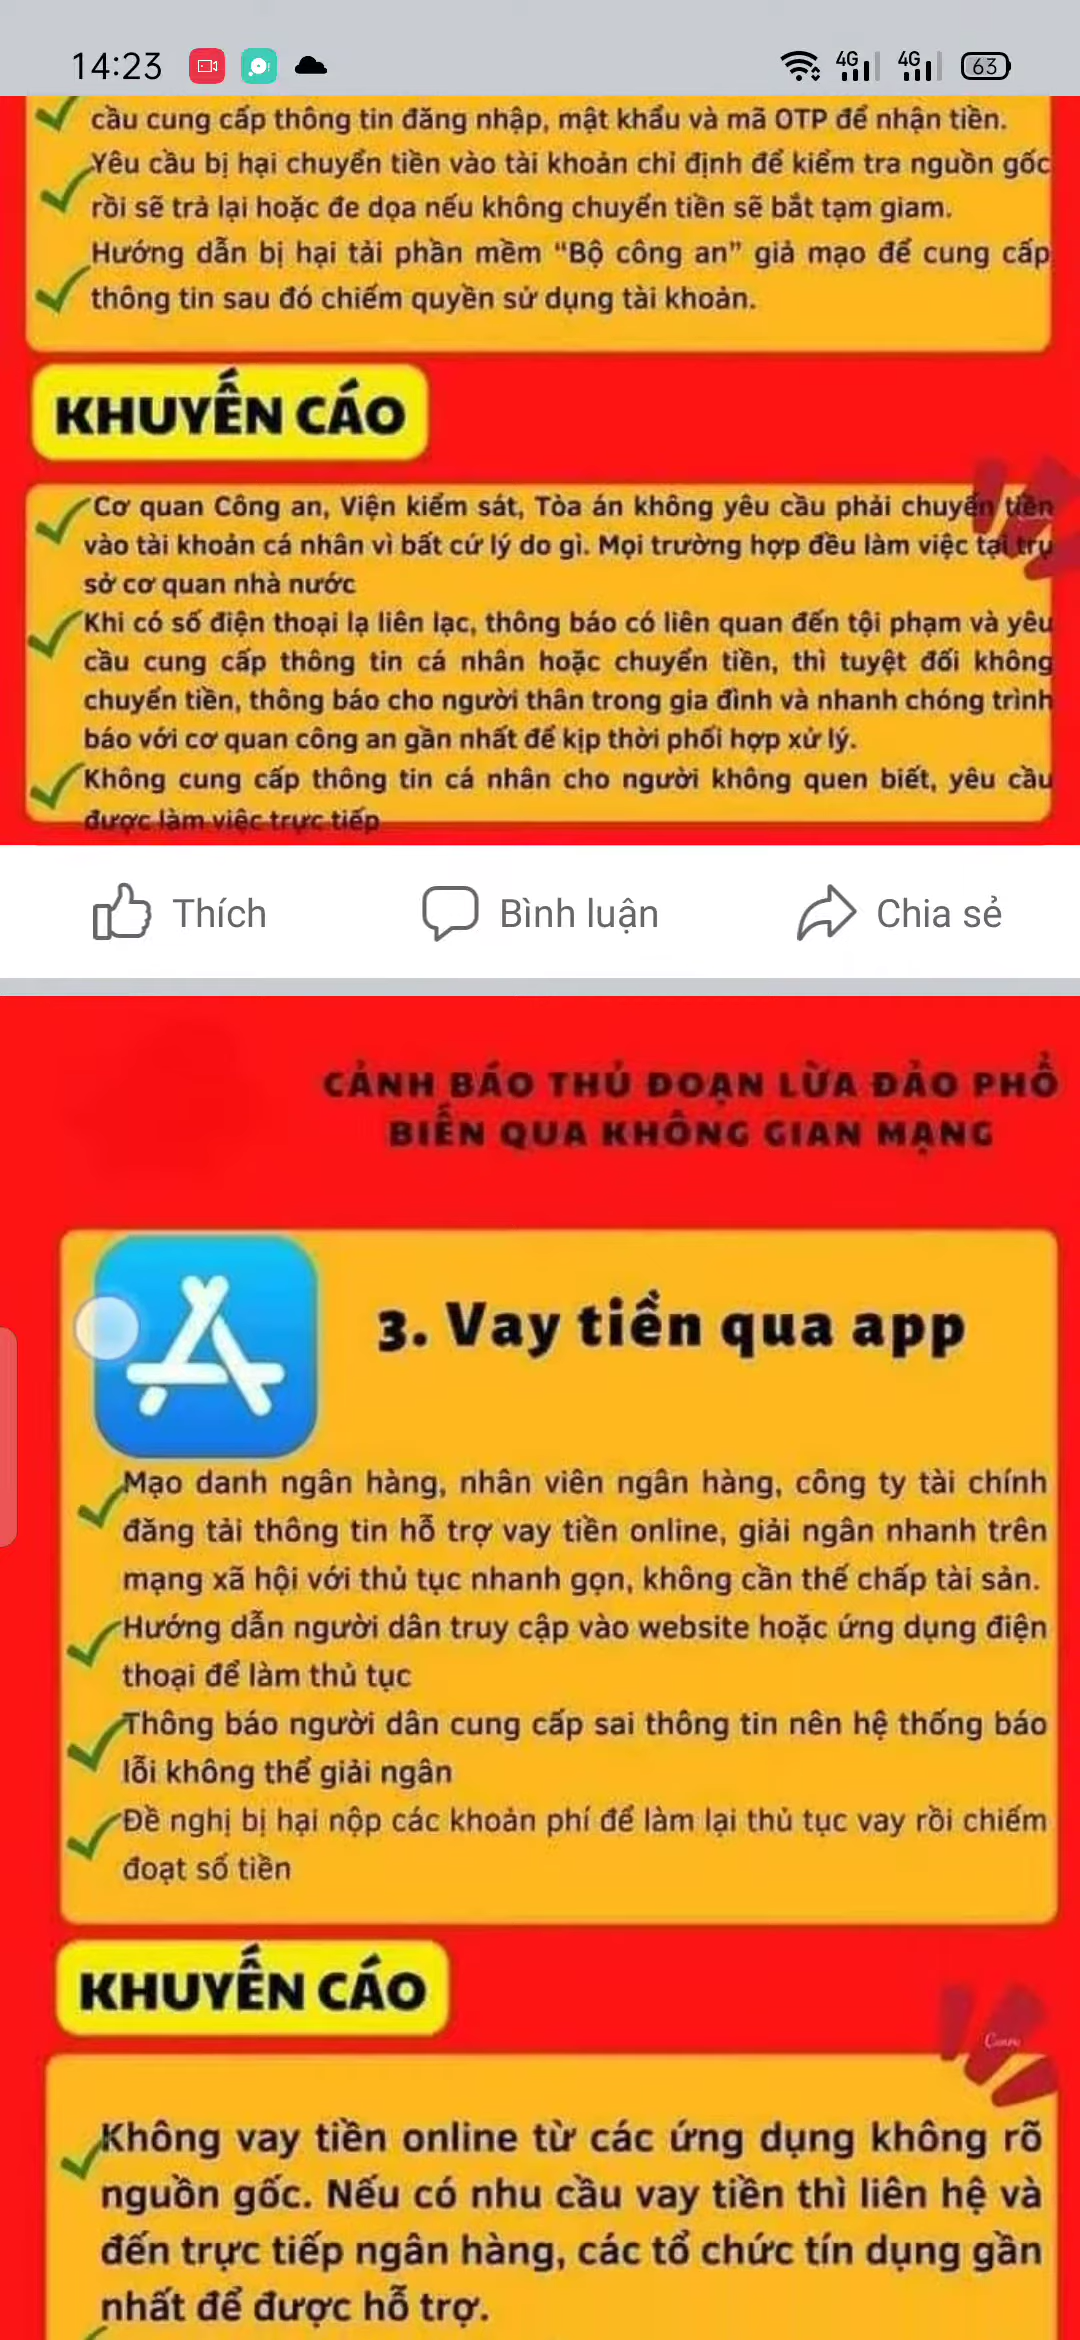 14:23
4G
4G
63
cầu cung cấp thông tin đăng nhập, mật khẩu và mã OTP để nhận tiền.
Yêu cầu bị hại chuyển tiền vào tài khoản chỉ định để kiểm tra nguồn gốc
rồi sẽ trả lại hoặc đe dọa nếu không chuyển tiền sẽ bắt tạm giam.
Hướng dẫn bị hại tải phần mềm “Bộ công an” giả mạo để cung cấp
thông tin sau đó chiếm quyền sử dụng tài khoản.
KHUYẾN CÁO
Cơ quan Công an, Viện kiểm sát, Tòa án không yêu cầu phải chuyển tiền
vào tài khoản cá nhân vì bất cứ lý do gì. Mọi trường hợp đều làm việc tại trụ
sở cơ quan nhà nước
Khi có số điện thoại lạ liên lạc, thông báo có liên quan đến tội phạm và yêu
cầu cung cấp thông tin cá nhân hoặc chuyển tiền, thì tuyệt đối không
chuyển tiền, thông báo cho người thân trong gia đình và nhanh chóng trình
báo với cơ quan công an gần nhất để kịp thời phối hợp xử lý.
Không cung cấp thông tin cá nhân cho người không quen biết, yêu cầu
được làm việc trực tiếp
Thích
Bình luận
Chia sẻ
CẢNH BÁO THỦ ĐOẠN LỪA ĐẢO PHỔ
BIẾN QUA KHÔNG GIAN MẠNG
3. Vay tiền qua app
Mạo danh ngân hàng, nhân viên ngân hàng, công ty tài chính
đăng tải thông tin hỗ trợ vay tiền online, giải ngân nhanh trên
mạng xã hội với thủ tục nhanh gọn, không cần thế chấp tài sản.
Hướng dẫn người dân truy cập vào website hoặc ứng dụng điện
thoại để làm thủ tục
Thông báo người dân cung cấp sai thông tin nên hệ thống báo
lỗi không thể giải ngân
Đề nghị bị hại nộp các khoản phí để làm lại thủ tục vay rồi chiếm
đoạt số tiền
KHUYẾN CÁO
Canva
Không vay tiền online từ các ứng dụng không rõ
nguồn gốc. Nếu có nhu cầu vay tiền thì liên hệ và
đến trực tiếp ngân hàng, các tổ chức tín dụng gần
nhất để được hỗ trợ.